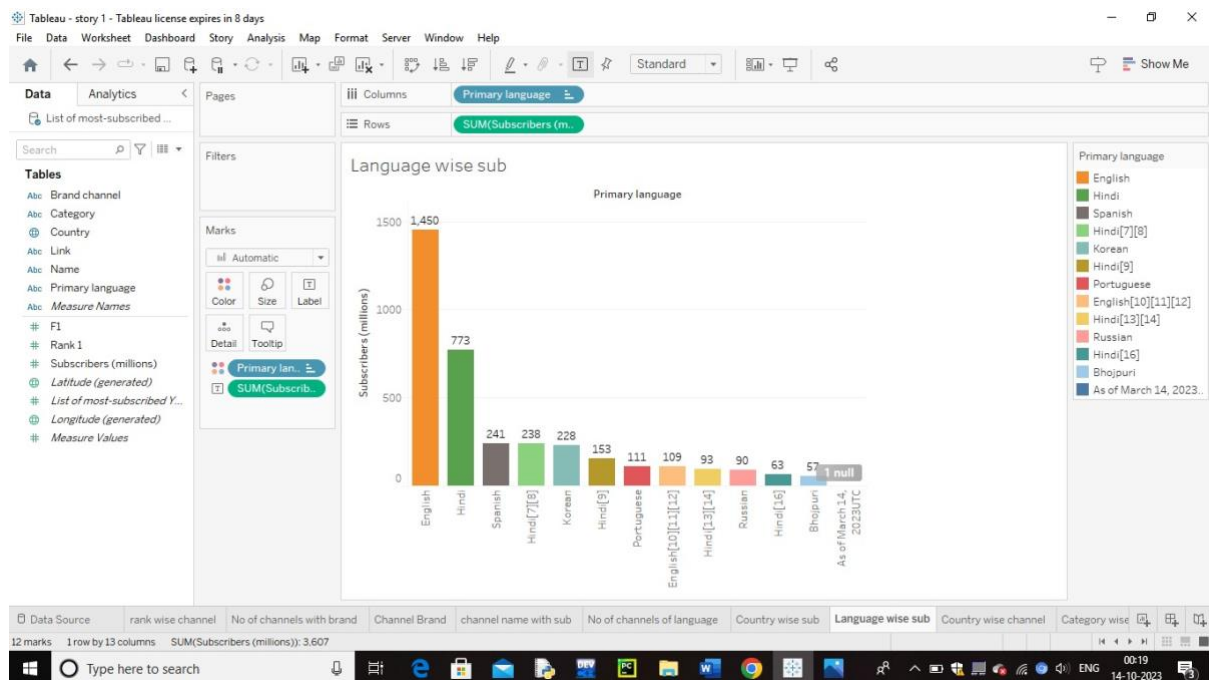 Tableau - story 1 - Tableau license expires in 8 days
File Data Worksheet Dashboard Story Analysis Map Format Server Window Help
Standard
Show Me
Data Analytics
List of most-subscribed ...
Search
Tables
Abc Brand channel
Abc Category
Country
Abc Link
Abc Name
Abc Primary language
Abc Measure Names
# F1
# Rank 1
# Subscribers (millions)
Latitude (generated)
# List of most-subscribed Y...
Longitude (generated)
# Measure Values
Pages
Filters
Marks
Automatic
Color Size Label
Detail Tooltip
Primary lan..
SUM(Subscrib..
Columns Primary language
Rows SUM(Subscribers (m..
Language wise sub
Primary language
Subscribers (millions)
1500
1000
500
0
1,450
773
241
238
228
153
111
109
93
90
63
57
1 null
English
Hindi
Spanish
Hindi[7][8]
Korean
Hindi[9]
Portuguese
English[10][11][12]
Hindi[13][14]
Russian
Hindi[16]
Bhojpuri
As of March 14,
2023UTC
Primary language
English
Hindi
Spanish
Hindi[7][8]
Korean
Hindi[9]
Portuguese
English[10][11][12]
Hindi[13][14]
Russian
Hindi[16]
Bhojpuri
As of March 14, 2023..
Data Source rank wise channel No of channels with brand Channel Brand channel name with sub No of channels of language Country wise sub Language wise sub Country wise channel Category wise
12 marks 1 row by 13 columns SUM(Subscribers (millions)): 3,607
Type here to search
DEV
PC
W
ENG
00:19
14-10-2023
3